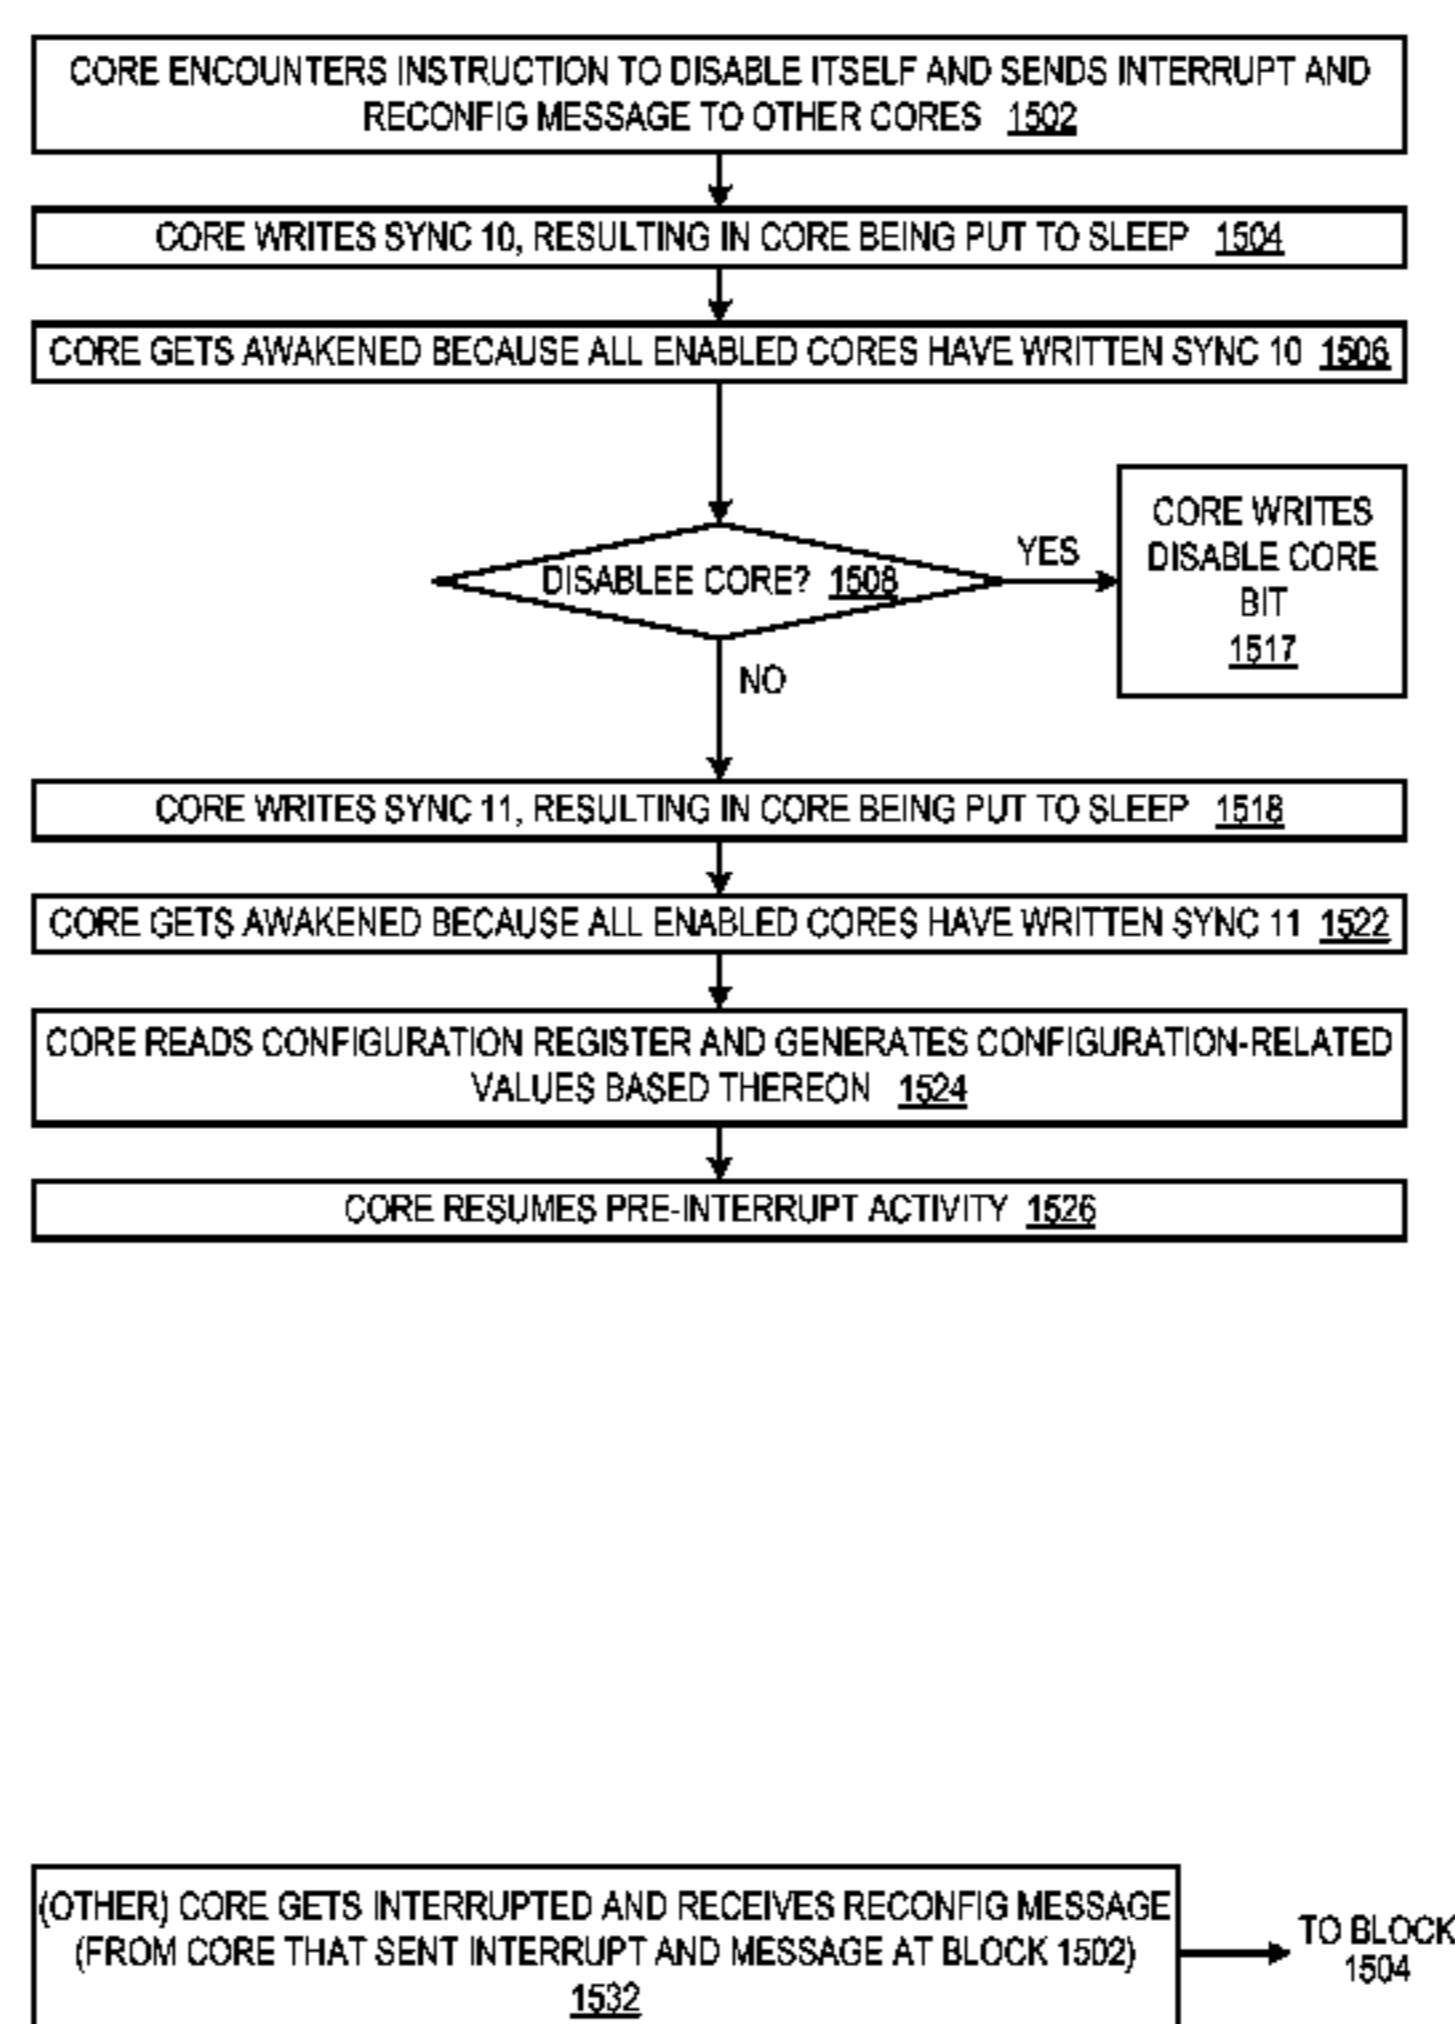 CORE ENCOUNTERS INSTRUCTION TO DISABLE ITSELF AND SENDS INTERRUPT AND
RECONFIG MESSAGE TO OTHER CORES 1502
CORE WRITES SYNC 10, RESULTING IN CORE BEING PUT TO SLEEP 1504
CORE GETS AWAKENED BECAUSE ALL ENABLED CORES HAVE WRITTEN SYNC 10 1506
DISABLEE CORE? 1508
YES
CORE WRITES
DISABLE CORE
BIT
1517
NO
CORE WRITES SYNC 11, RESULTING IN CORE BEING PUT TO SLEEP 1518
CORE GETS AWAKENED BECAUSE ALL ENABLED CORES HAVE WRITTEN SYNC 11 1522
CORE READS CONFIGURATION REGISTER AND GENERATES CONFIGURATION-RELATED
VALUES BASED THEREON 1524
CORE RESUMES PRE-INTERRUPT ACTIVITY 1526
(OTHER) CORE GETS INTERRUPTED AND RECEIVES RECONFIG MESSAGE
(FROM CORE THAT SENT INTERRUPT AND MESSAGE AT BLOCK 1502)
1532
TO BLOCK
1504